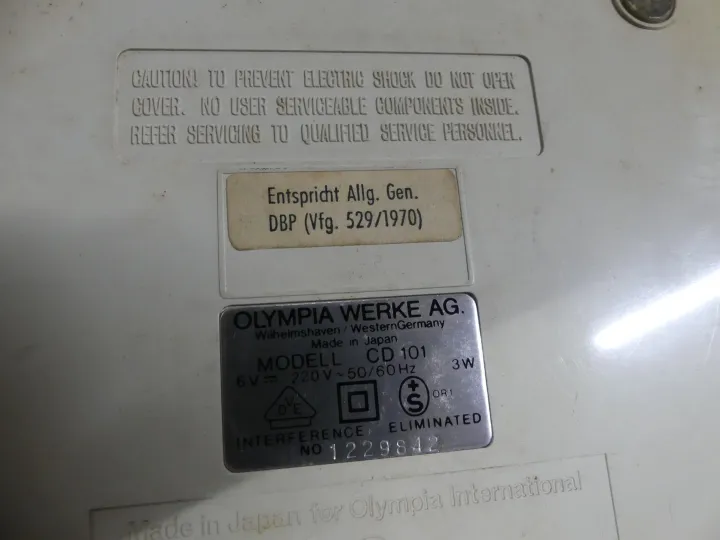 CAUTION! TO PREVENT ELECTRIC SHOCK DO NOT OPEN
COVER. NO USER SERVICEABLE COMPONENTS INSIDE.
REFER SERVICING TO QUALIFIED SERVICE PERSONNEL.
Entspricht Allg. Gen.
DBP (Vfg. 529/1970)
OLYMPIA WERKE AG.
Wilhelmshaven / WesternGermany
Made in Japan
MODELL CD 101
6V⎓ 220V~50/60Hz 3W
DVE +S OR1
INTERFERENCE ELIMINATED
NO 1229842
Made in Japan for Olympia International